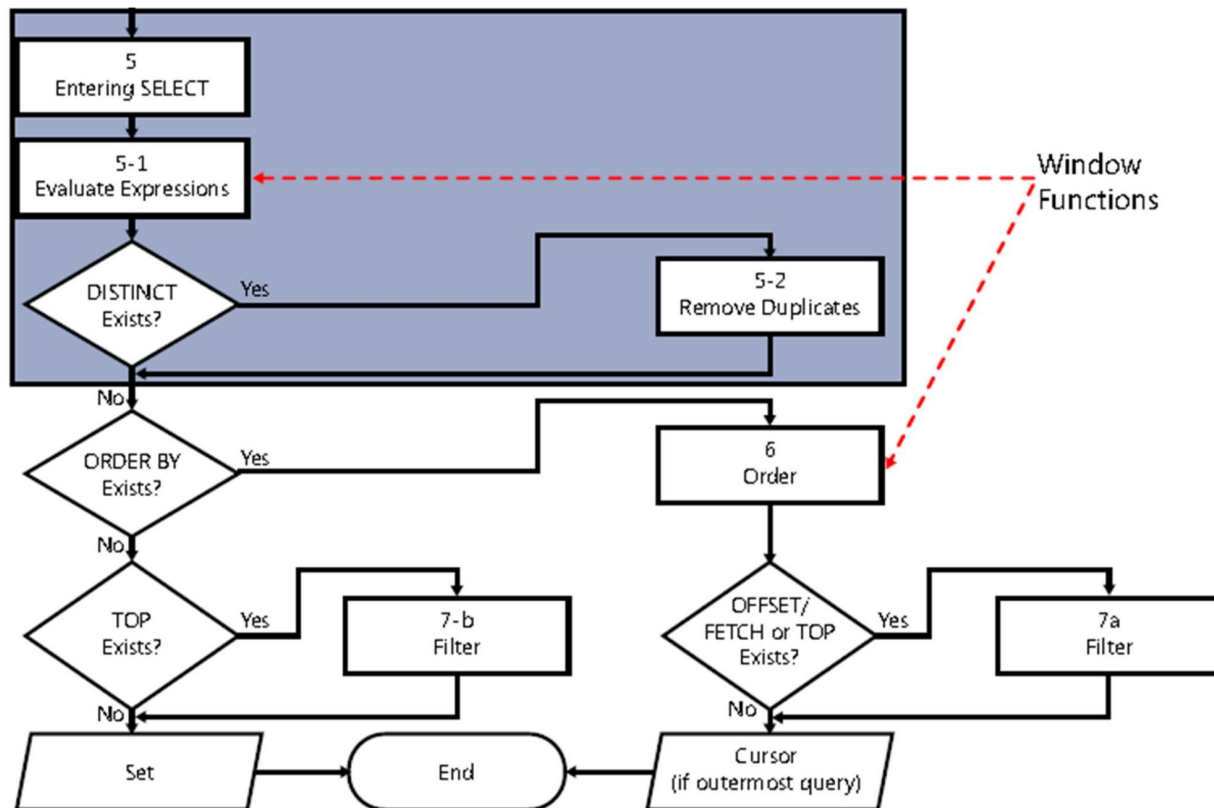 5
Entering SELECT
5-1
Evaluate Expressions
Window
Functions
DISTINCT
Exists?
Yes
5-2
Remove Duplicates
No
ORDER BY
Exists?
Yes
6
Order
No
TOP
Exists?
Yes
7-b
Filter
OFFSET/
FETCH or TOP
Exists?
Yes
7a
Filter
No
No
Set
End
Cursor
(if outermost query)